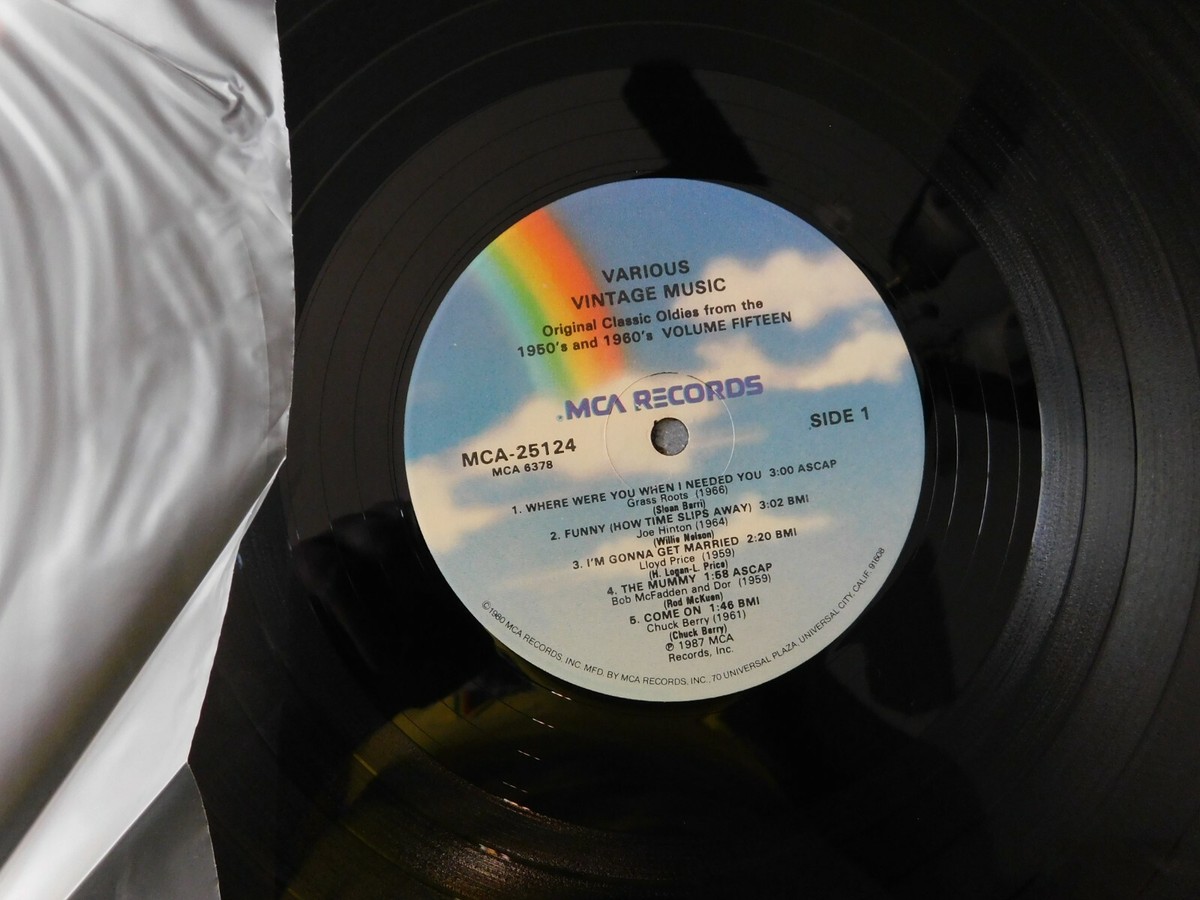 VARIOUS
VINTAGE MUSIC
Original Classic Oldies from the
1950's and 1960's VOLUME FIFTEEN
MCA RECORDS
MCA-25124
MCA 6378
SIDE 1
1. WHERE WERE YOU WHEN I NEEDED YOU 3:00 ASCAP
Grass Roots (1966)
(Sloan Barri)
2. FUNNY (HOW TIME SLIPS AWAY) 3:02 BMI
Joe Hinton (1964)
(Willie Nelson)
3. I'M GONNA GET MARRIED 2:20 BMI
Lloyd Price (1959)
(H. Logan-L. Price)
4. THE MUMMY 1:58 ASCAP
Bob McFadden and Dor (1959)
(Rod McKuen)
5. COME ON 1:46 BMI
Chuck Berry (1961)
(Chuck Berry)
℗ 1987 MCA
Records, Inc.
©1980 MCA RECORDS, INC MFD. BY MCA RECORDS, INC., 70 UNIVERSAL PLAZA, UNIVERSAL CITY, CALIF. 91608